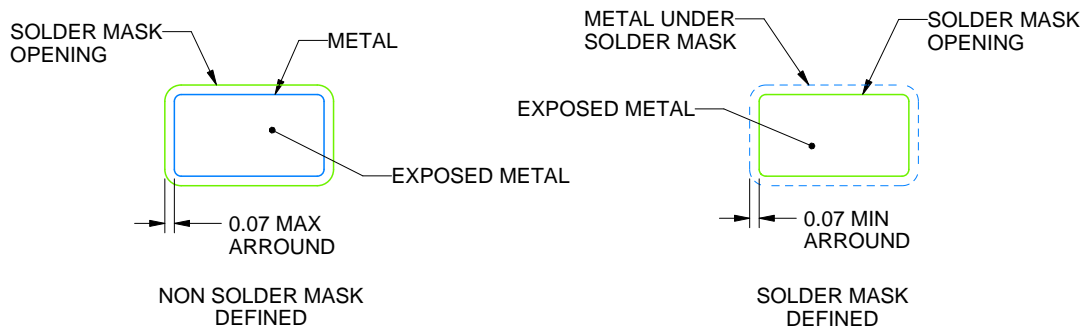 SOLDER MASK
OPENING
METAL
EXPOSED METAL
0.07 MAX
ARROUND
NON SOLDER MASK
DEFINED
METAL UNDER
SOLDER MASK
SOLDER MASK
OPENING
EXPOSED METAL
0.07 MIN
ARROUND
SOLDER MASK
DEFINED